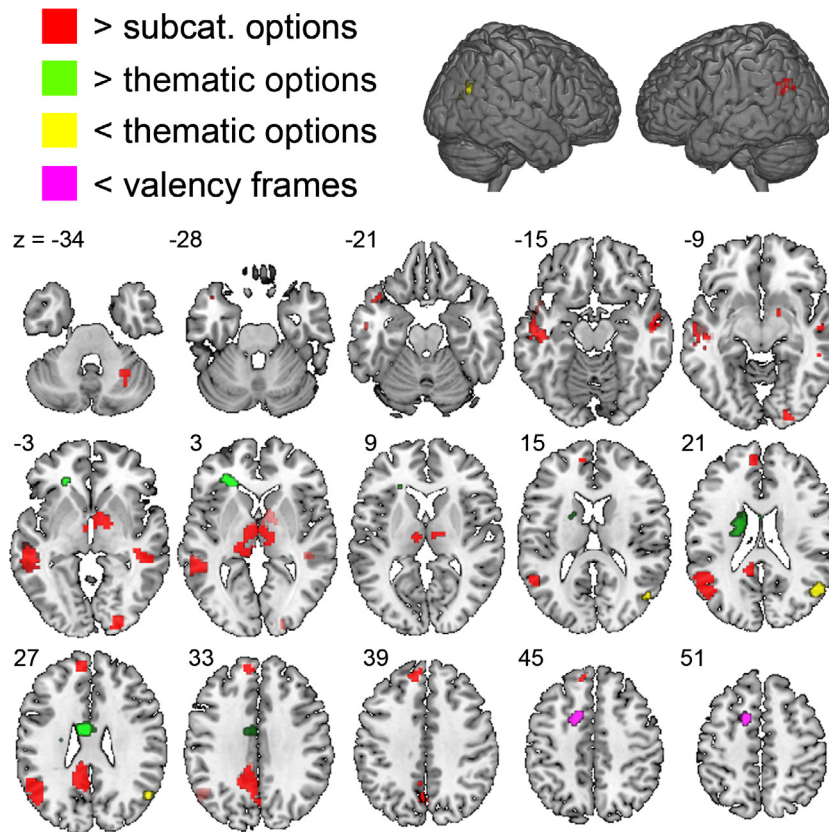 > subcat. options
> thematic options
< thematic options
< valency frames
z = -34 -28 -21 -15 -9
-3 3 9 15 21
27 33 39 45 51